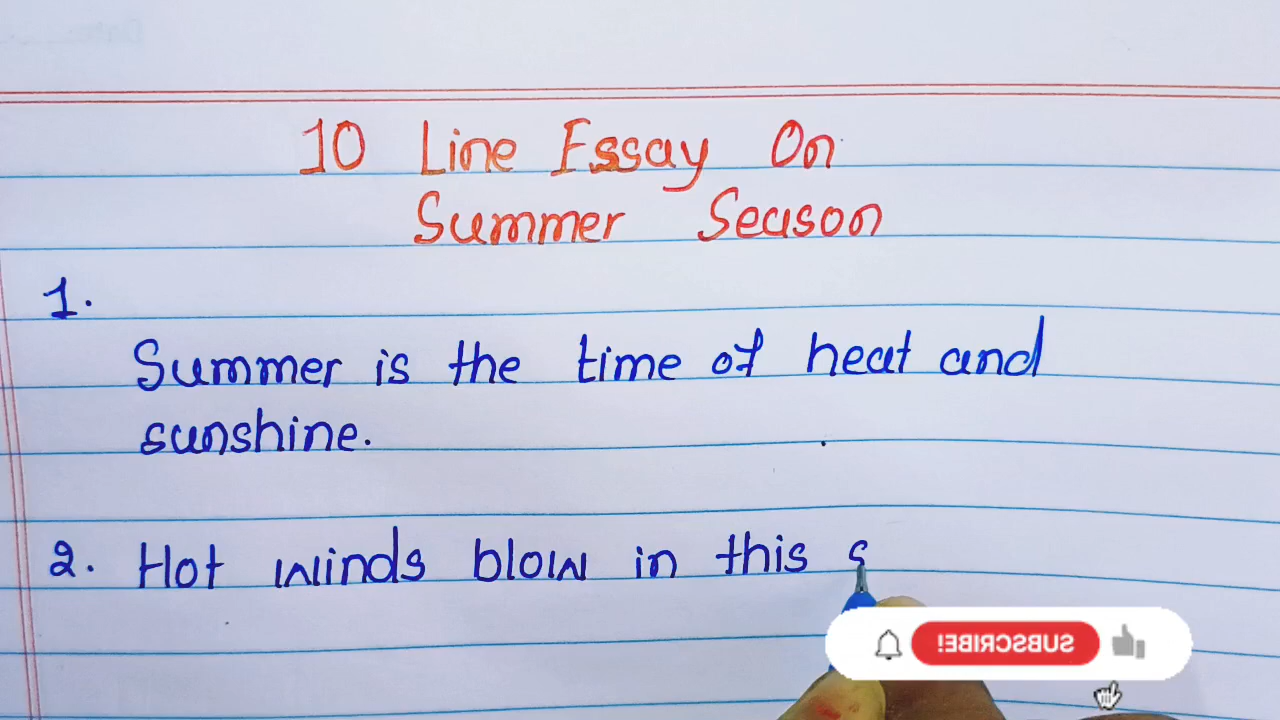 10 Line Essay On
Summer Season
1.
Summer is the time of heat and
sunshine.
2. Hot winds blow in this s
SUBSCRIBE!